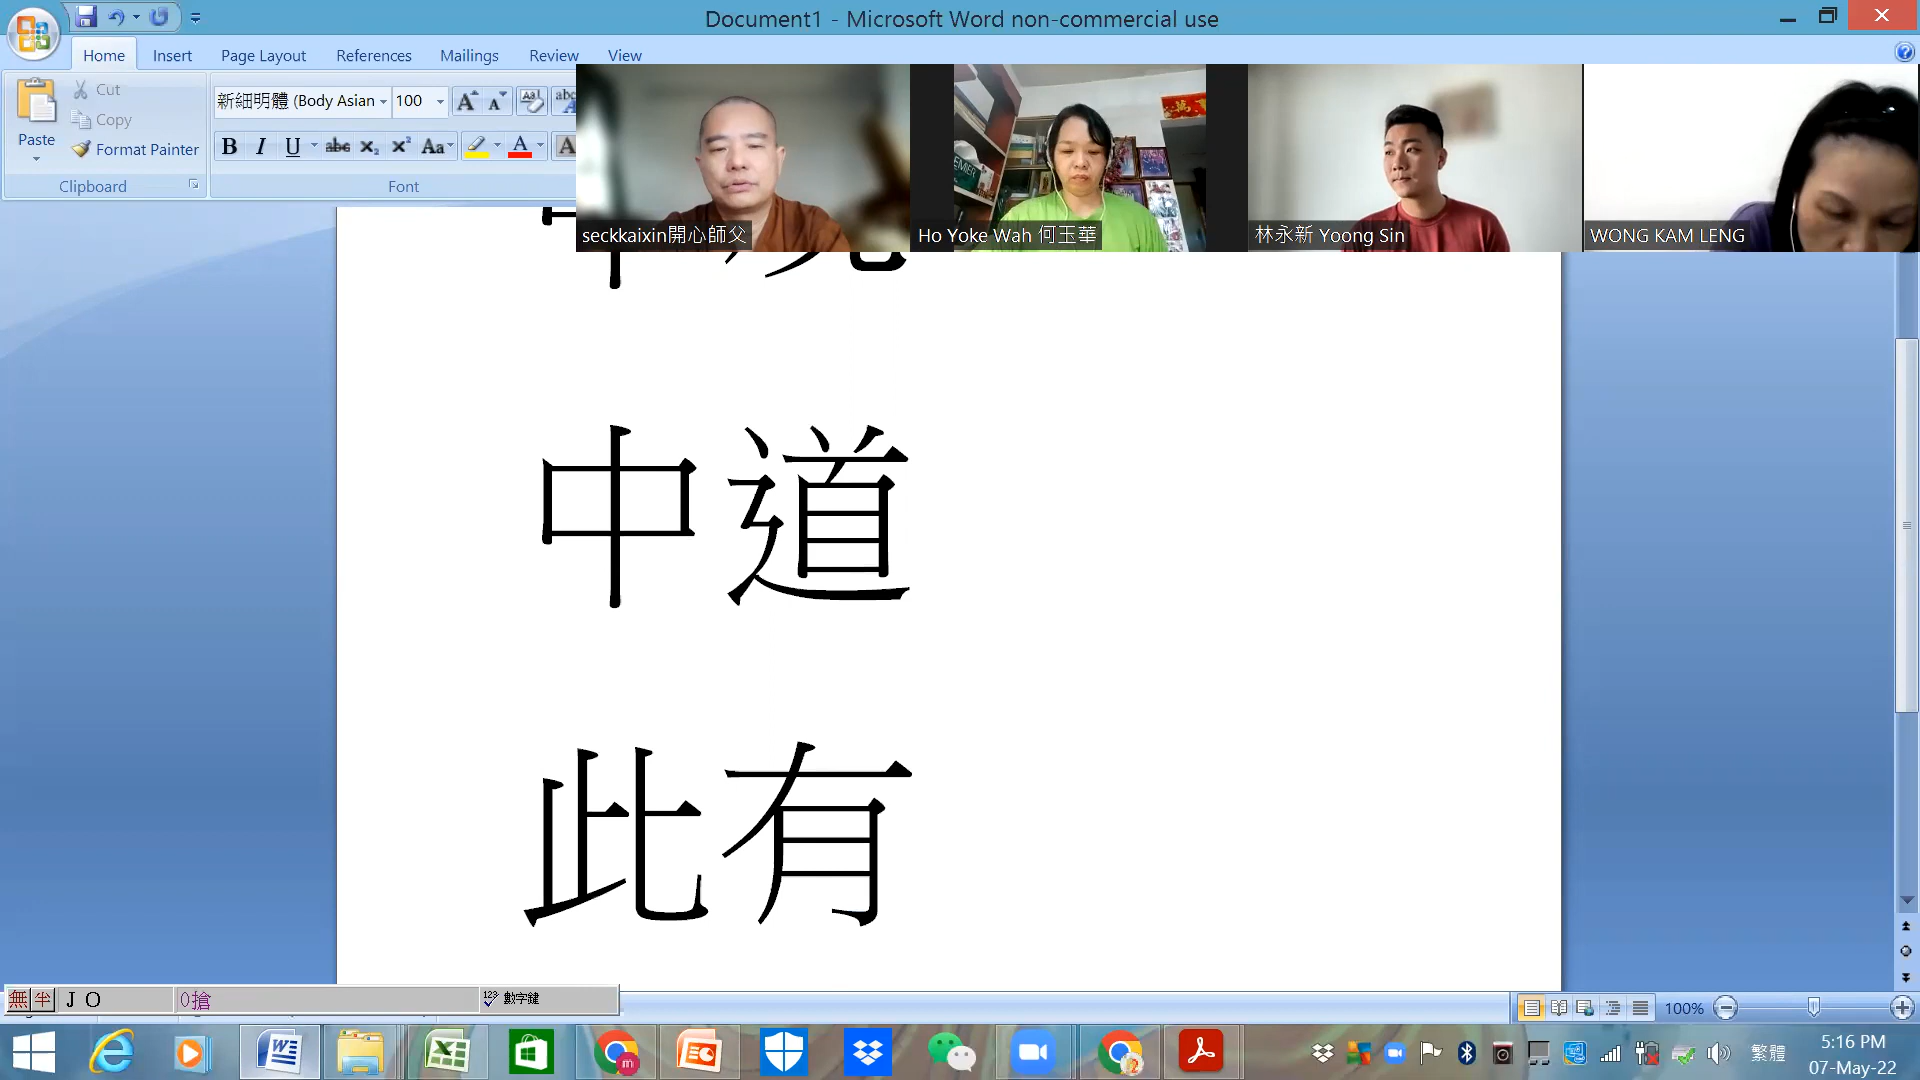 Document1 - Microsoft Word non-commercial use
Home Insert Page Layout References Mailings Review View
Paste
Cut
Copy
Format Painter
Clipboard
新細明體 (Body Asian
100
Font
seckkaixin開心師父
Ho Yoke Wah 何玉華
林永新 Yoong Sin
WONG KAM LENG
中道
此有
無 半 J O 0搶 數字鍵
100%
繁體
5:16 PM
07-May-22